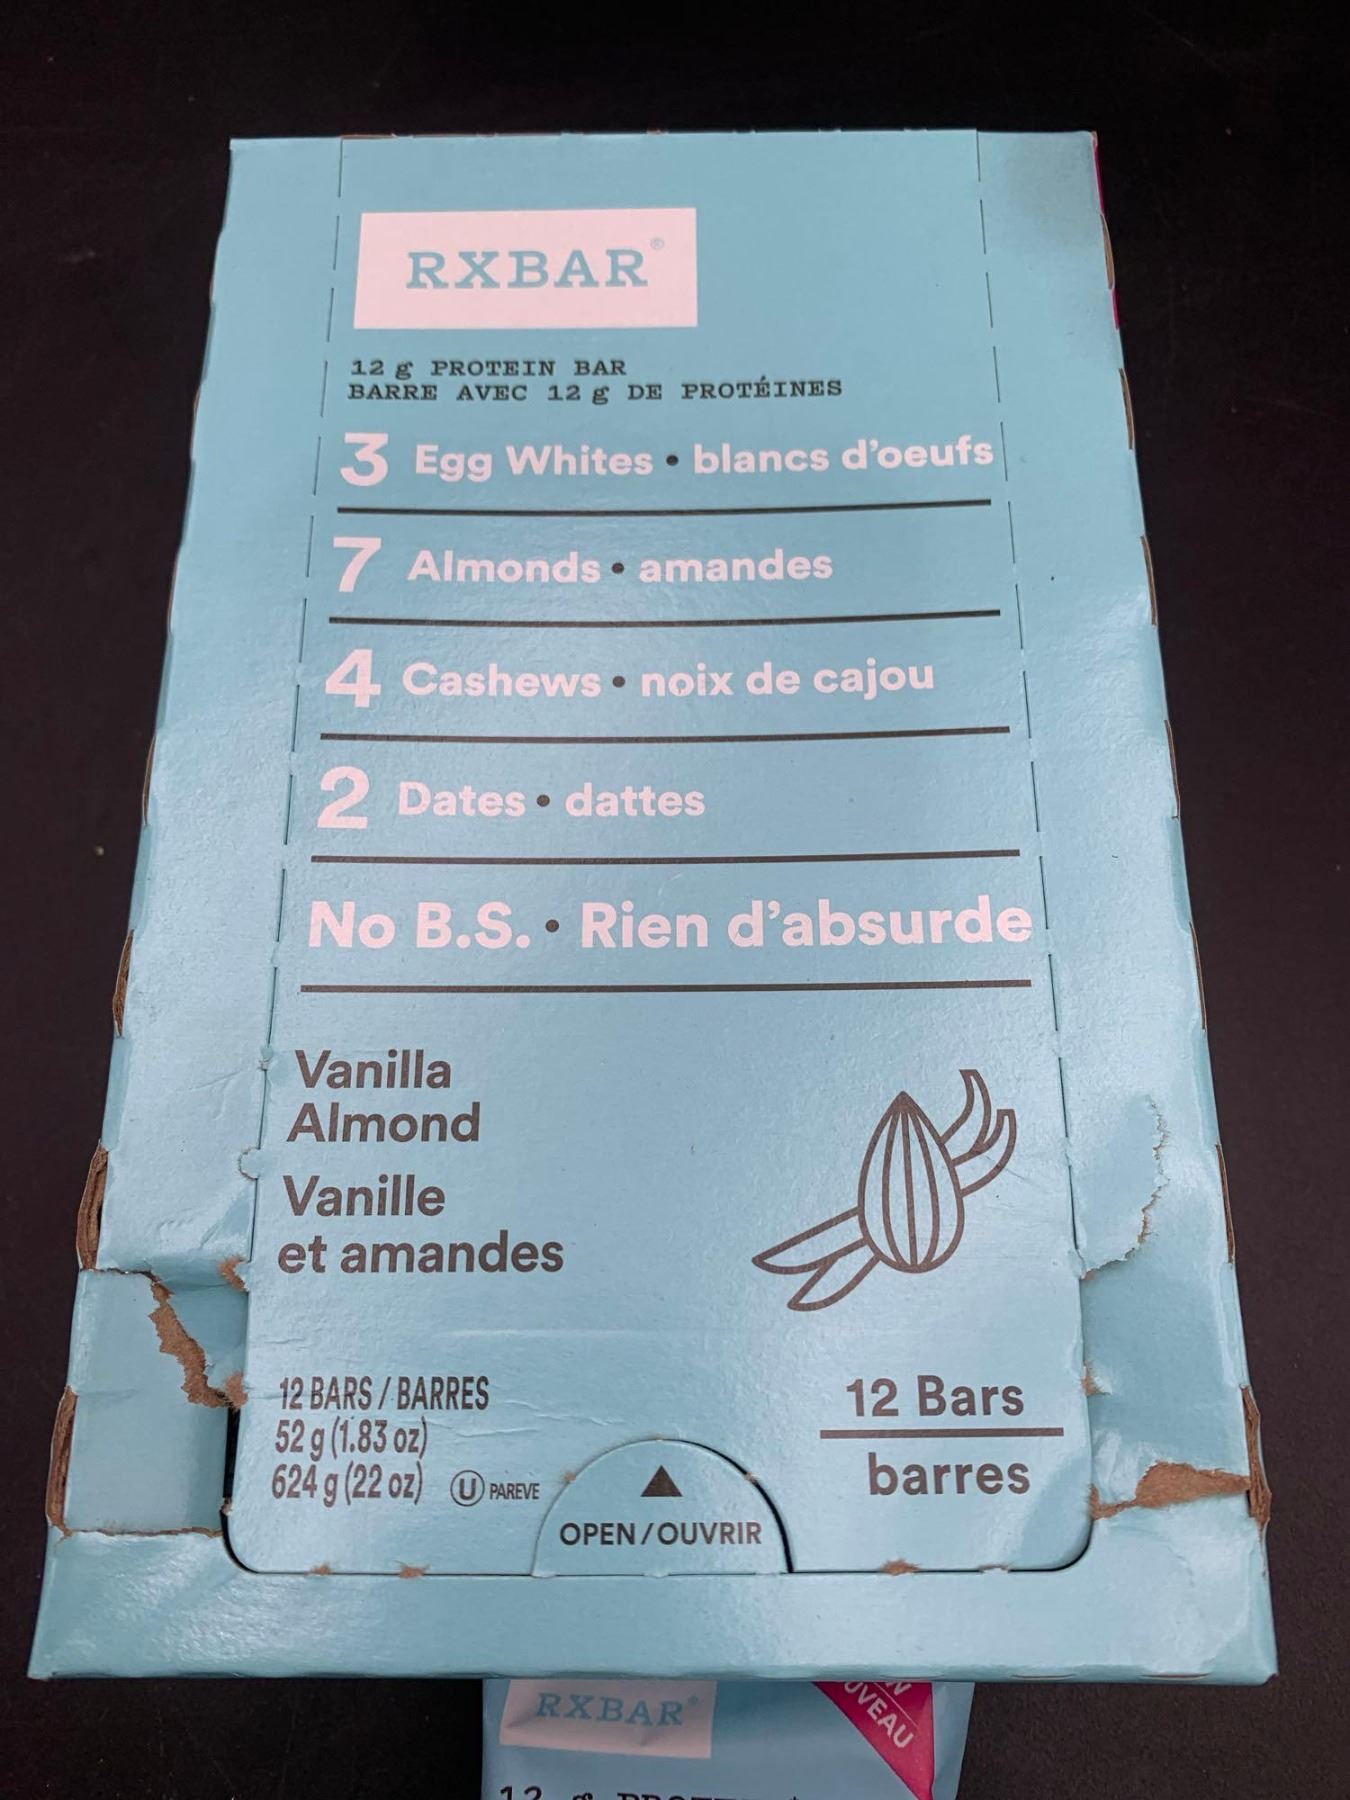 RXBAR®
12 g PROTEIN BAR
BARRE AVEC 12 g DE PROTÉINES
3 Egg Whites • blancs d'oeufs
7 Almonds • amandes
4 Cashews • noix de cajou
2 Dates • dattes
No B.S. • Rien d'absurde
Vanilla
Almond
Vanille
et amandes
12 BARS / BARRES
52 g (1.83 oz)
624 g (22 oz) U PAREVE
12 Bars
barres
OPEN/OUVRIR
RXBAR®
12 g